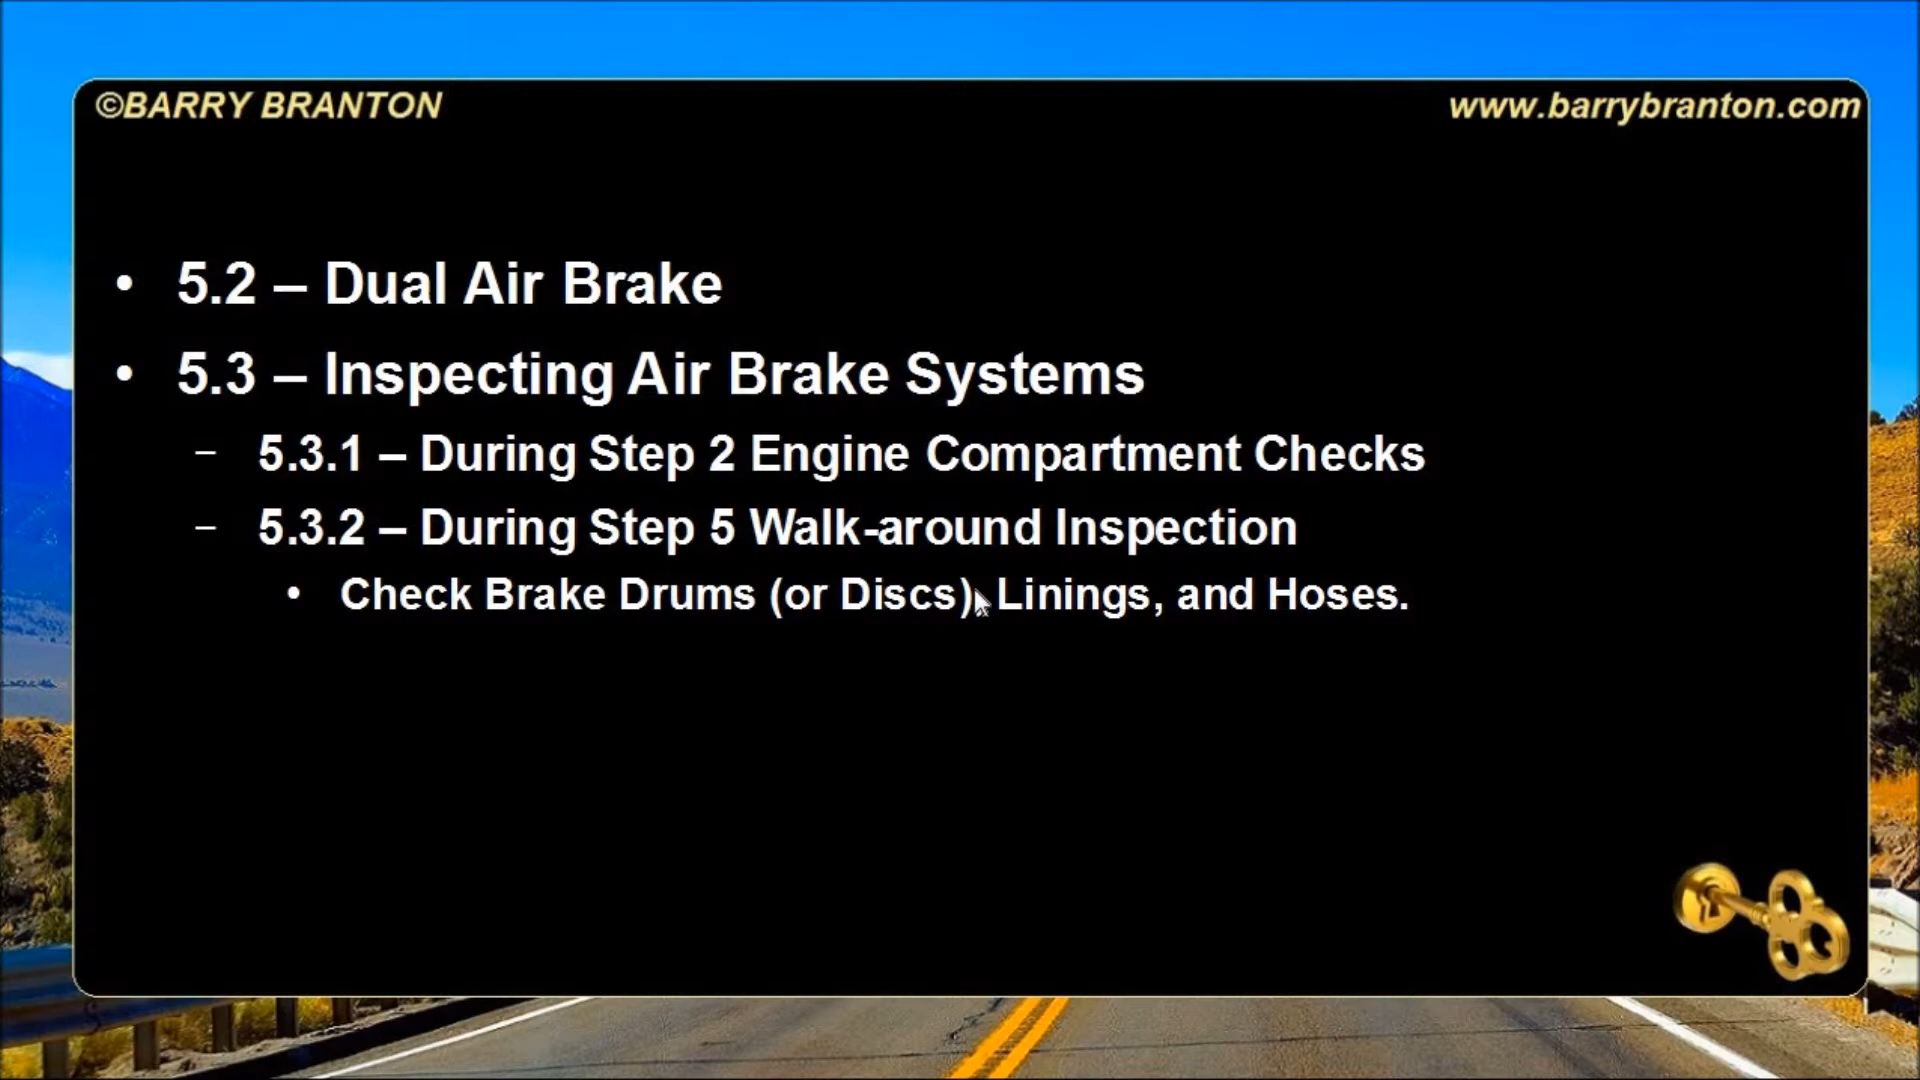 ©BARRY BRANTON
www.barrybranton.com
• 5.2 – Dual Air Brake
• 5.3 – Inspecting Air Brake Systems
– 5.3.1 – During Step 2 Engine Compartment Checks
– 5.3.2 – During Step 5 Walk-around Inspection
• Check Brake Drums (or Discs), Linings, and Hoses.